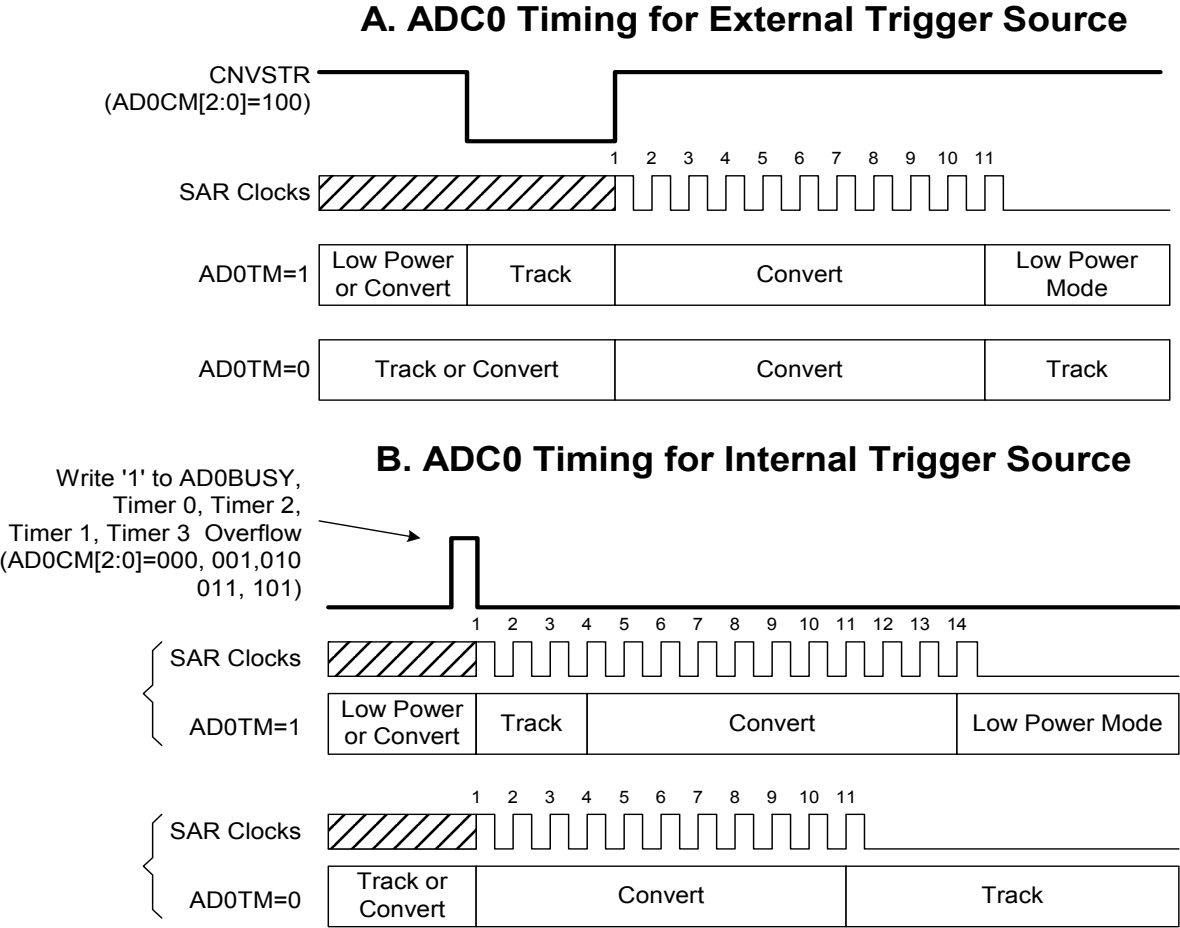 A. ADC0 Timing for External Trigger Source
CNVSTR
(AD0CM[2:0]=100)
1 2 3 4 5 6 7 8 9 10 11
SAR Clocks
AD0TM=1
Low Power
or Convert
Track
Convert
Low Power
Mode
AD0TM=0
Track or Convert
Convert
Track
B. ADC0 Timing for Internal Trigger Source
Write '1' to AD0BUSY,
Timer 0, Timer 2,
Timer 1, Timer 3 Overflow
(AD0CM[2:0]=000, 001,010
011, 101)
1 2 3 4 5 6 7 8 9 10 11 12 13 14
SAR Clocks
AD0TM=1
Low Power
or Convert
Track
Convert
Low Power Mode
1 2 3 4 5 6 7 8 9 10 11
SAR Clocks
AD0TM=0
Track or
Convert
Convert
Track